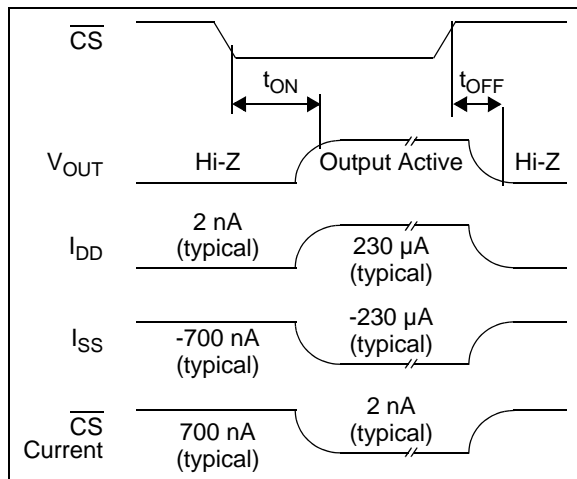 CS
tON
tOFF
VOUT
Hi-Z
Output Active
Hi-Z
IDD
2 nA
(typical)
230 µA
(typical)
ISS
-700 nA
(typical)
-230 µA
(typical)
CS
Current
700 nA
(typical)
2 nA
(typical)